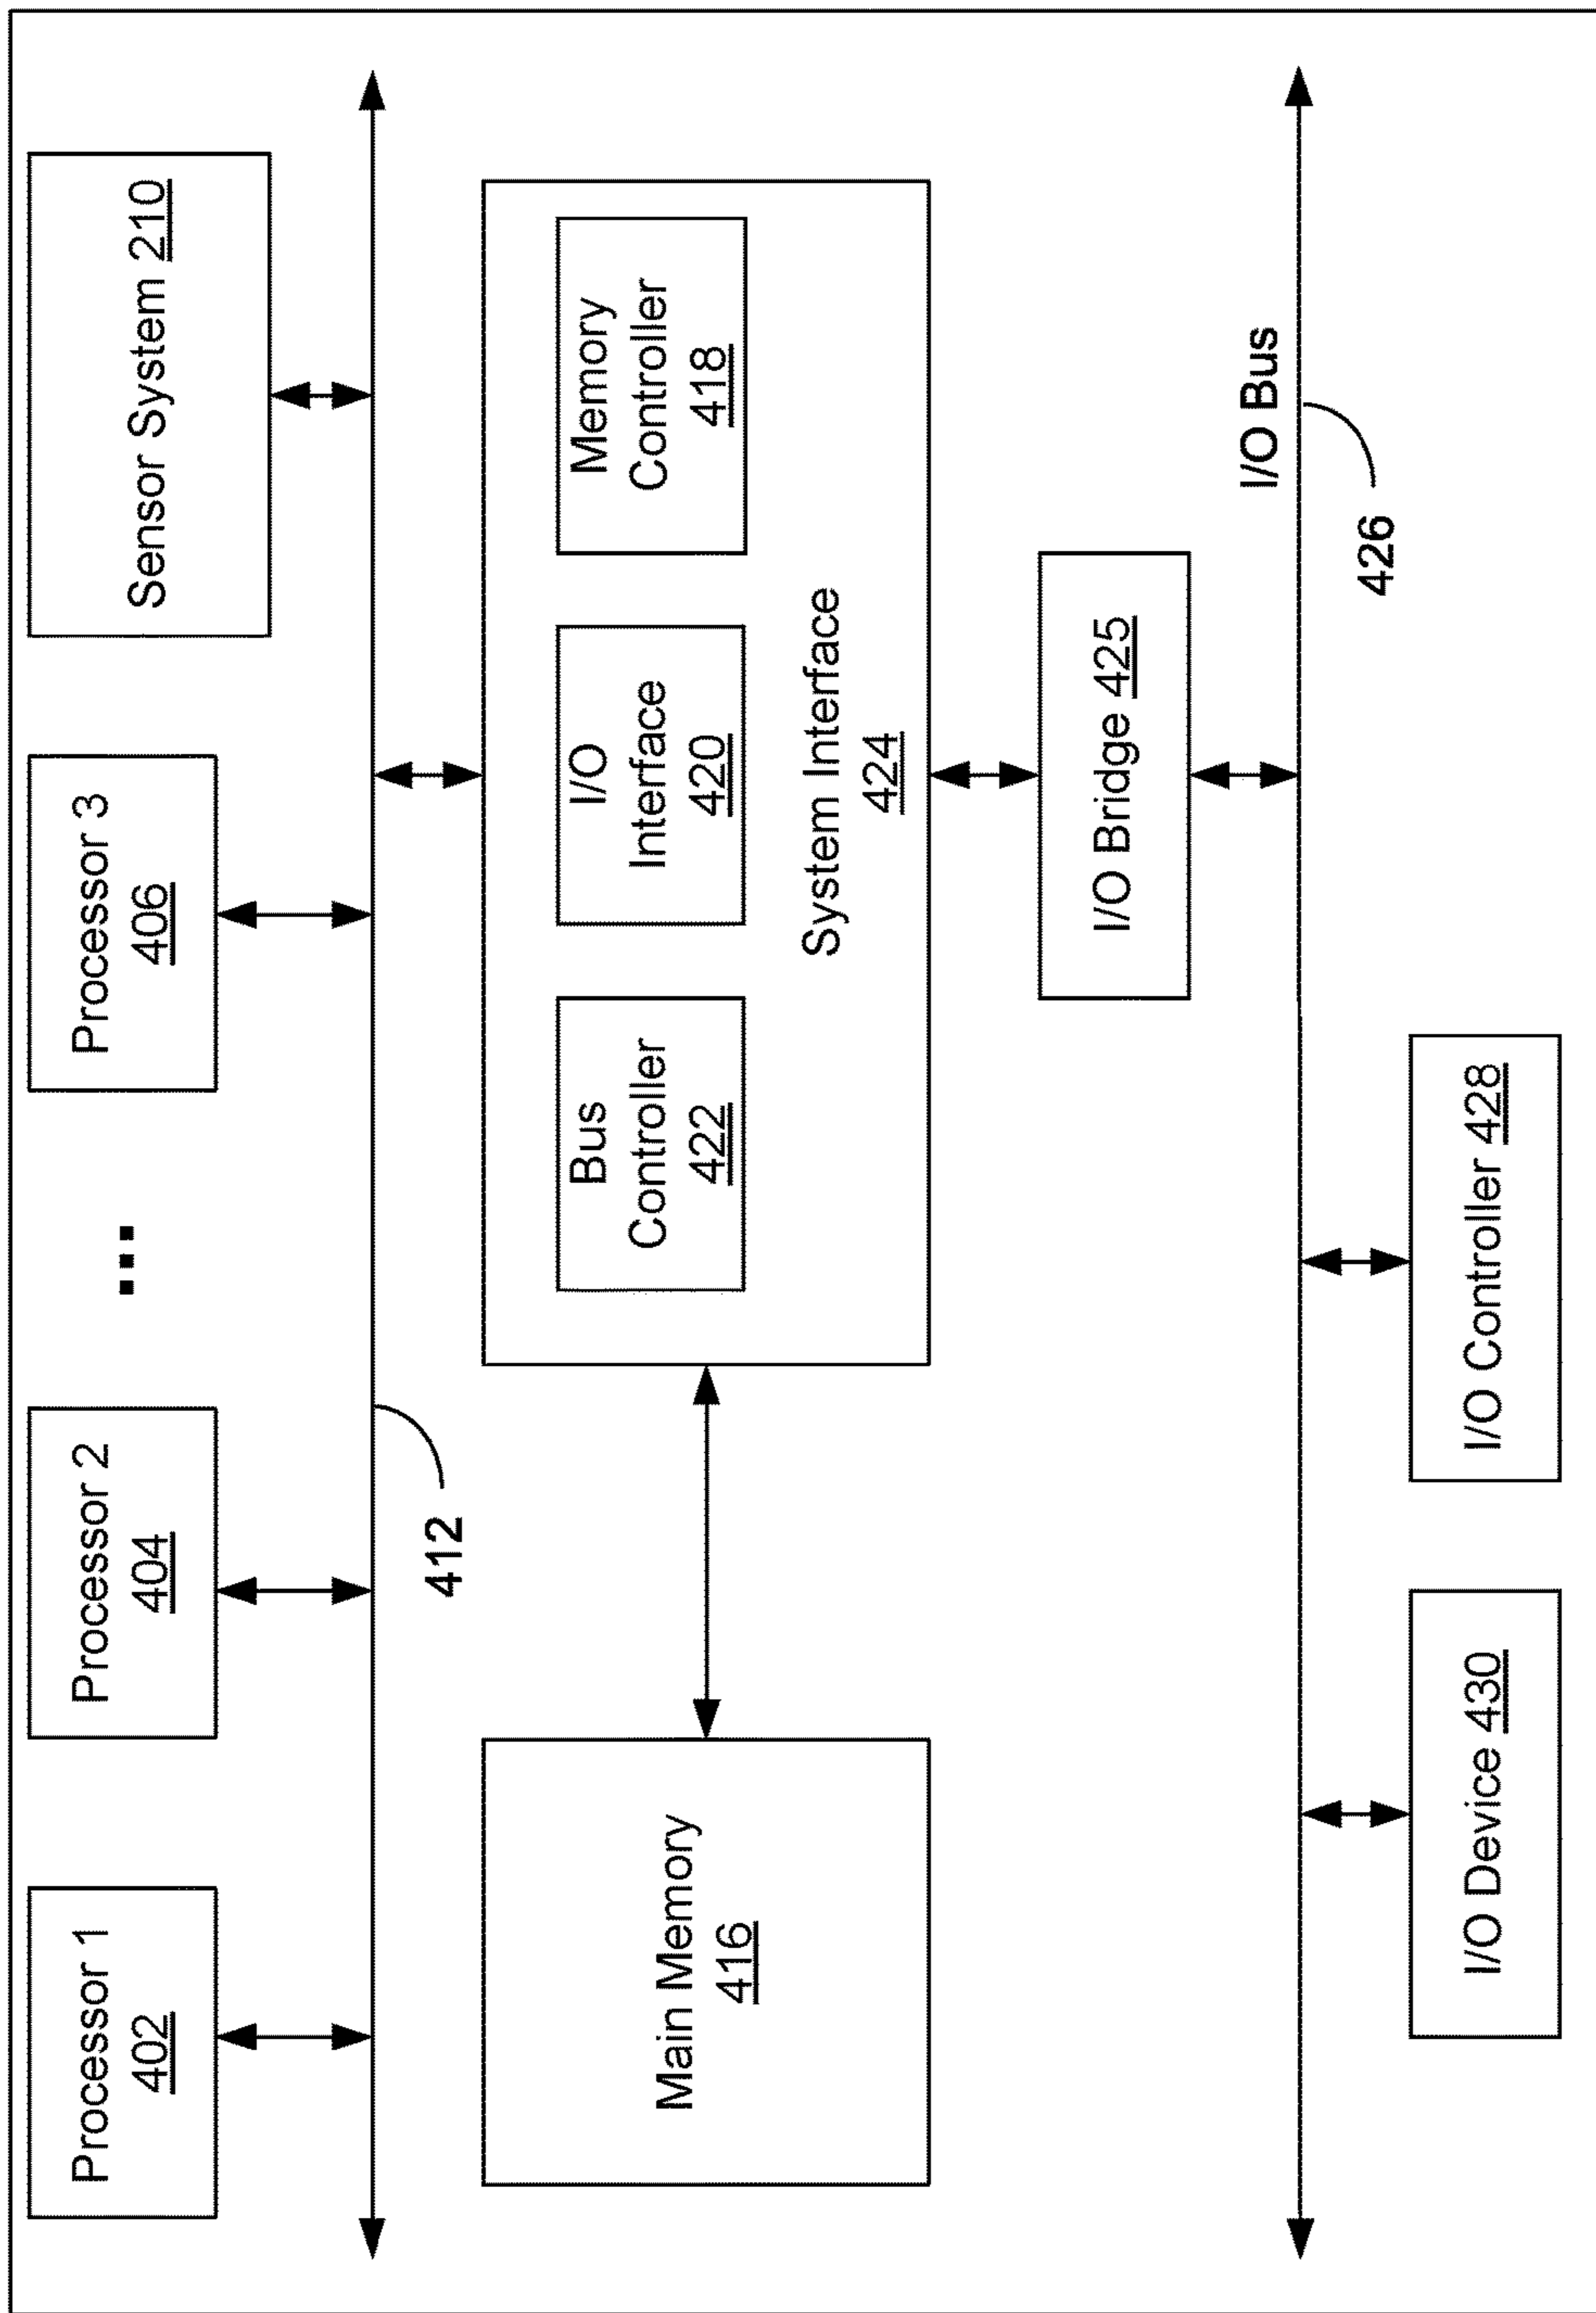 Processor 1
402
Processor 2
404
...
Processor 3
406
Sensor System 210
412
Main Memory
416
Bus
Controller
422
I/O
Interface
420
Memory
Controller
418
System Interface
424
I/O Bridge 425
I/O Bus
426
I/O Device 430
I/O Controller 428